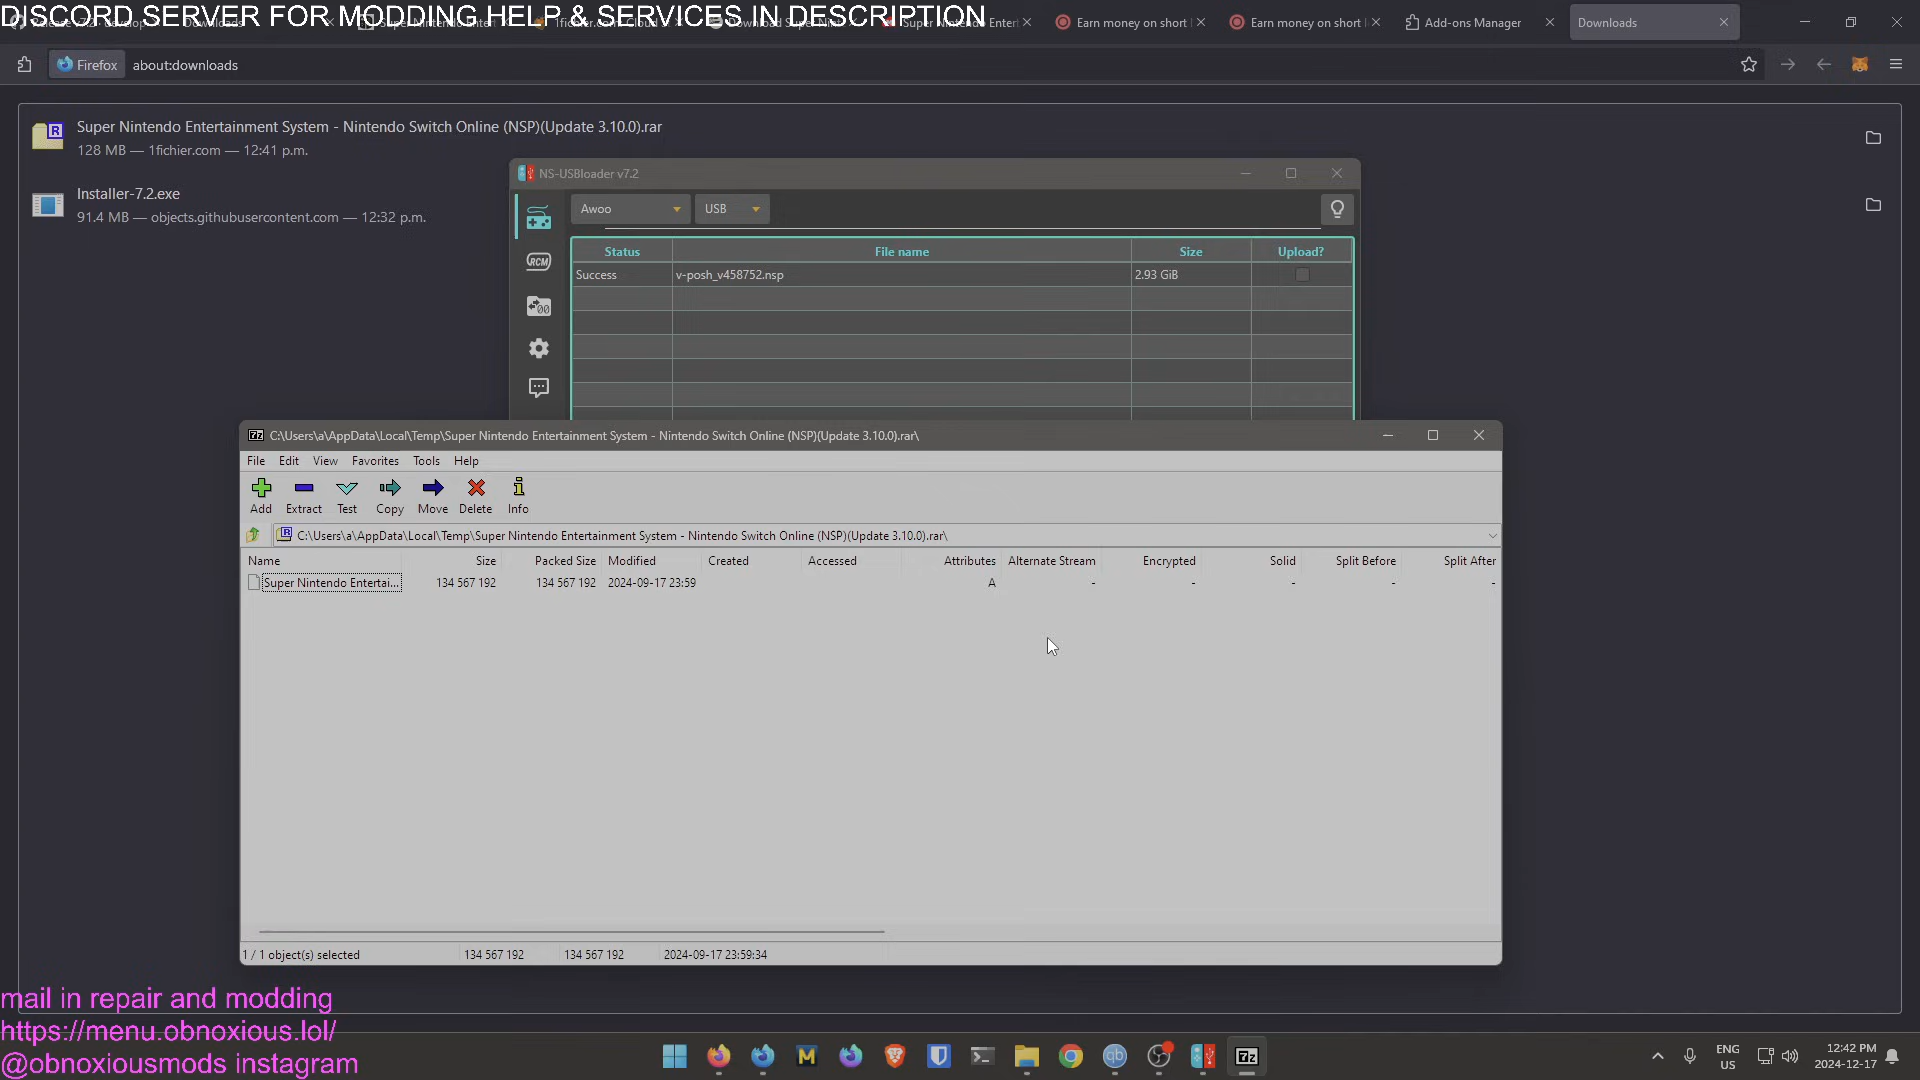 DISCORD SERVER FOR MODDING HELP & SERVICES IN DESCRIPTION
Earn money on short
Earn money on short
Add-ons Manager
Downloads
Firefox
about:downloads
Super Nintendo Entertainment System - Nintendo Switch Online (NSP)(Update 3.10.0).rar
128 MB — 1fichier.com — 12:41 p.m.
Installer-7.2.exe
91.4 MB — objects.githubusercontent.com — 12:32 p.m.
NS-USBloader v7.2
Awoo
USB
RCM
Status File name Size Upload?
Success v-posh_v458752.nsp 2.93 GiB
C:\Users\a\AppData\Local\Temp\Super Nintendo Entertainment System - Nintendo Switch Online (NSP)(Update 3.10.0).rar\
File Edit View Favorites Tools Help
Add Extract Test Copy Move Delete Info
C:\Users\a\AppData\Local\Temp\Super Nintendo Entertainment System - Nintendo Switch Online (NSP)(Update 3.10.0).rar\
Name Size Packed Size Modified Created Accessed Attributes Alternate Stream Encrypted Solid Split Before Split After
Super Nintendo Entertai... 134 567 192 134 567 192 2024-09-17 23:59 A - - - - -
1 / 1 object(s) selected 134 567 192 134 567 192 2024-09-17 23:59:34
mail in repair and modding
https://menu.obnoxious.lol/
@obnoxiousmods instagram
ENG
US
12:42 PM
2024-12-17